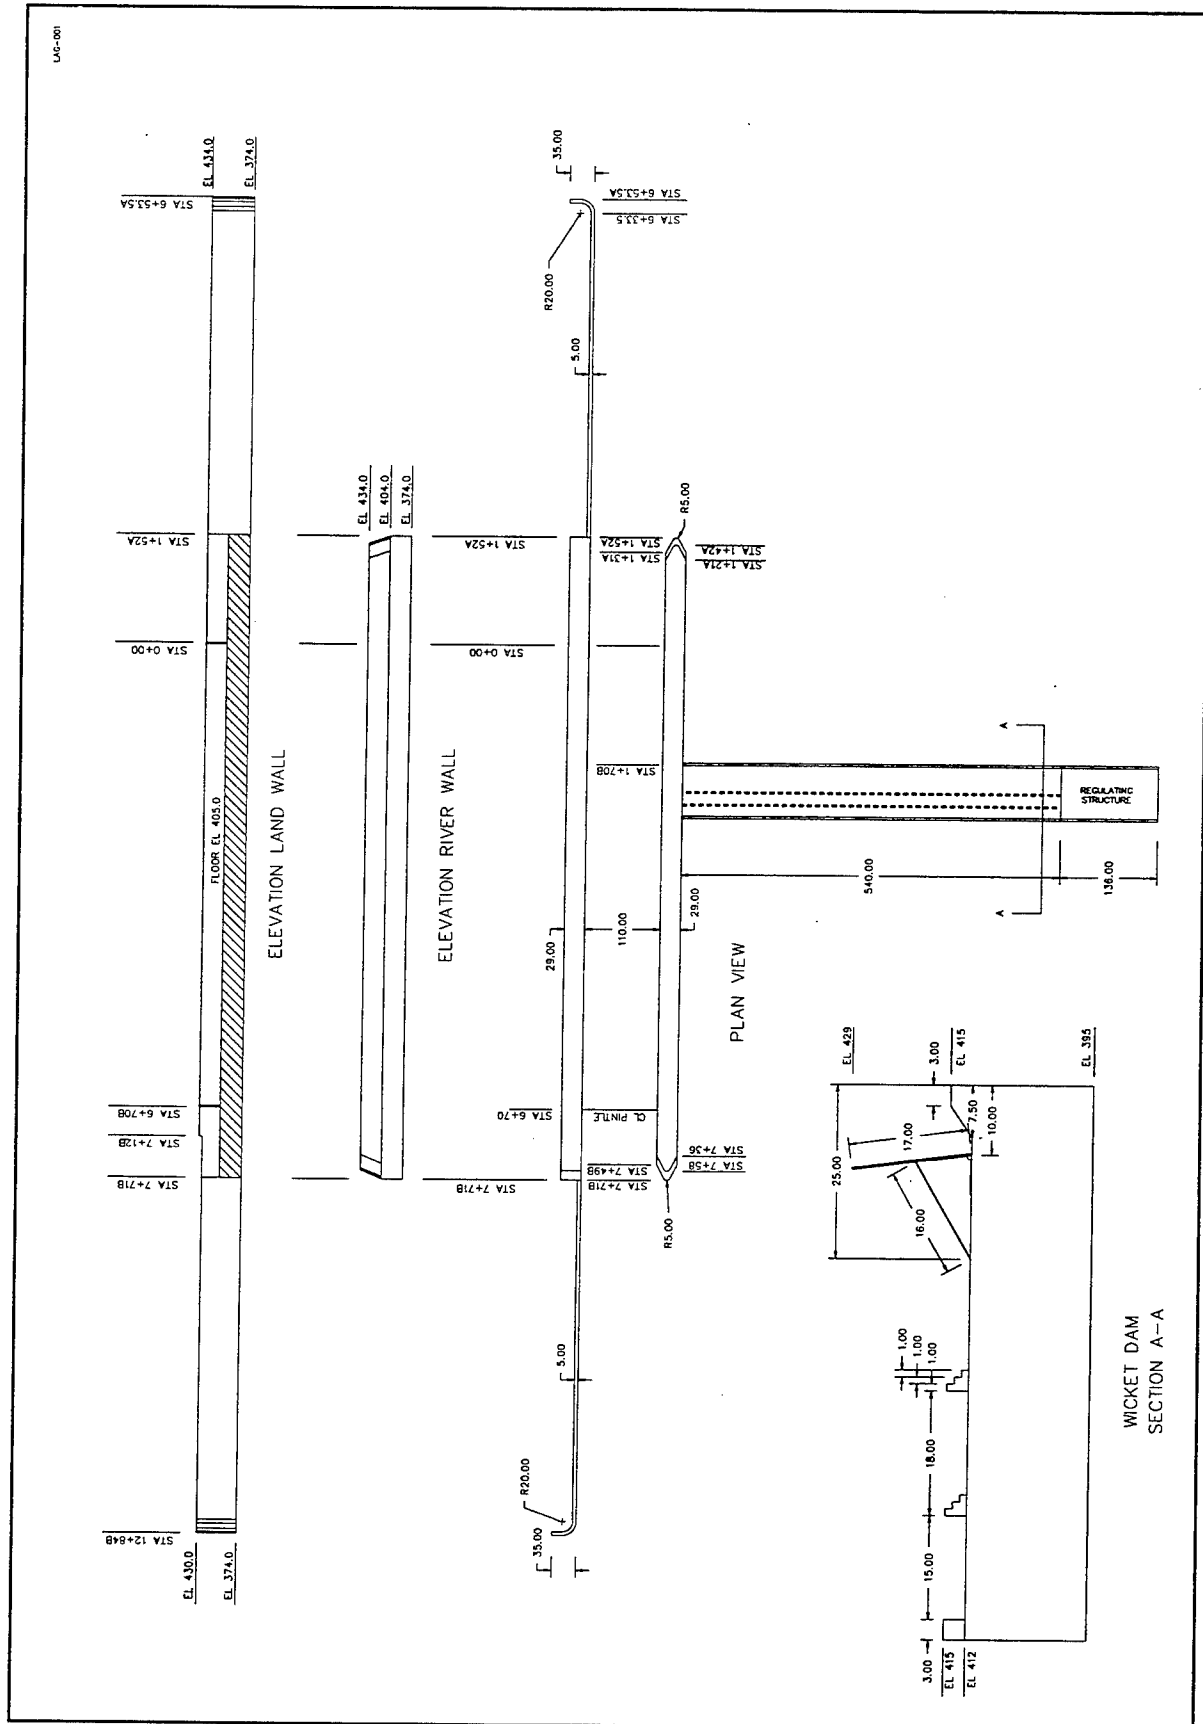 LAG-001
STA 12+84B
STA 7+71B
STA 7+12B
STA 6+70B
STA 0+00
STA 1+52A
STA 6+53.5A
EL 430.0
EL 374.0
FLOOR EL 405.0
EL 434.0
EL 374.0
ELEVATION LAND WALL
EL 434.0
EL 404.0
EL 374.0
ELEVATION RIVER WALL
STA 7+71B
STA 6+70
STA 0+00
STA 1+52A
35.00
R20.00
5.00
29.00
110.00
29.00
CL PINTLE
STA 7+49B
STA 7+71B
STA 7+36
STA 7+58
R5.00
STA 1+70B
STA 1+31A
STA 1+52A
STA 1+21A
STA 1+42A
R5.00
5.00
R20.00
35.00
STA 6+33.5
STA 6+53.5A
PLAN VIEW
540.00
136.00
REGULATING
STRUCTURE
A
A
3.00
EL 415
EL 412
15.00
18.00
1.00
1.00
1.00
25.00
16.00
17.00
EL 429
3.00
EL 415
7.50
10.00
EL 395
WICKET DAM
SECTION A-A